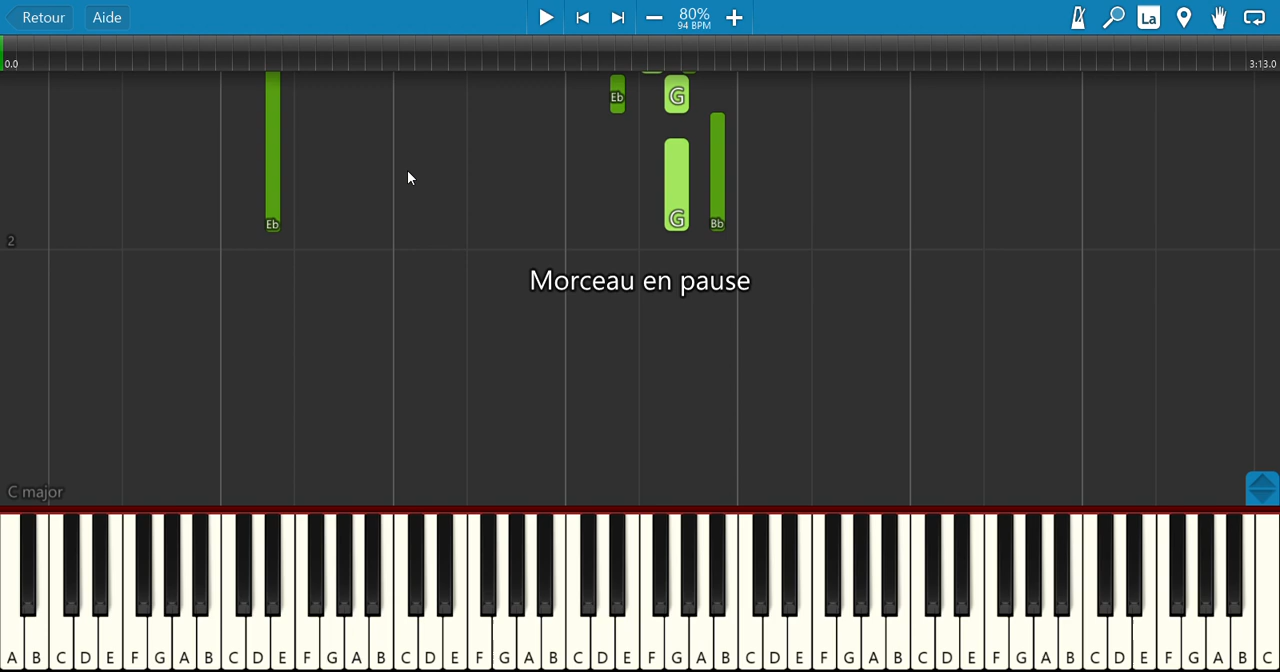 Retour Aide 80% La
94 BPM
0.0 3:13.0
Eb G
Eb G Bb
2
Morceau en pause
C major
A B C D E F G A B C D E F G A B C D E F G A B C D E F G A B C D E F G A B C D E F G A B C D E F G A B C